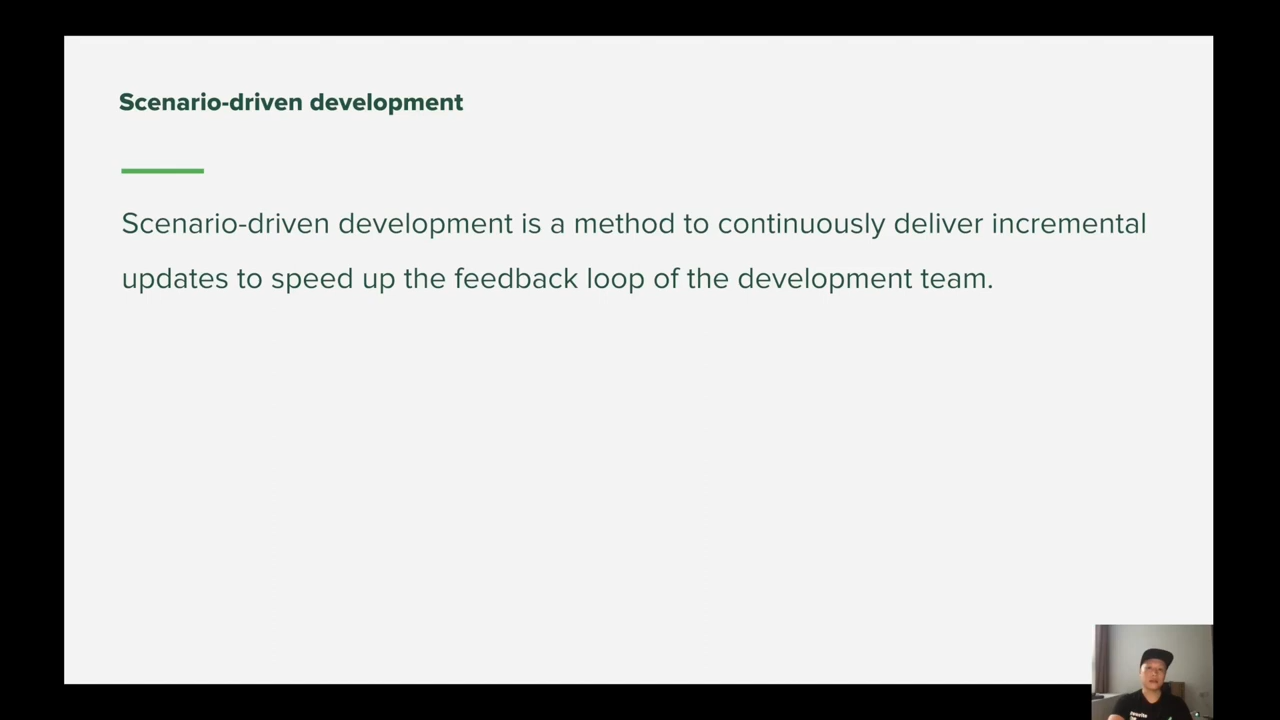 Scenario-driven development
Scenario-driven development is a method to continuously deliver incremental
updates to speed up the feedback loop of the development team.